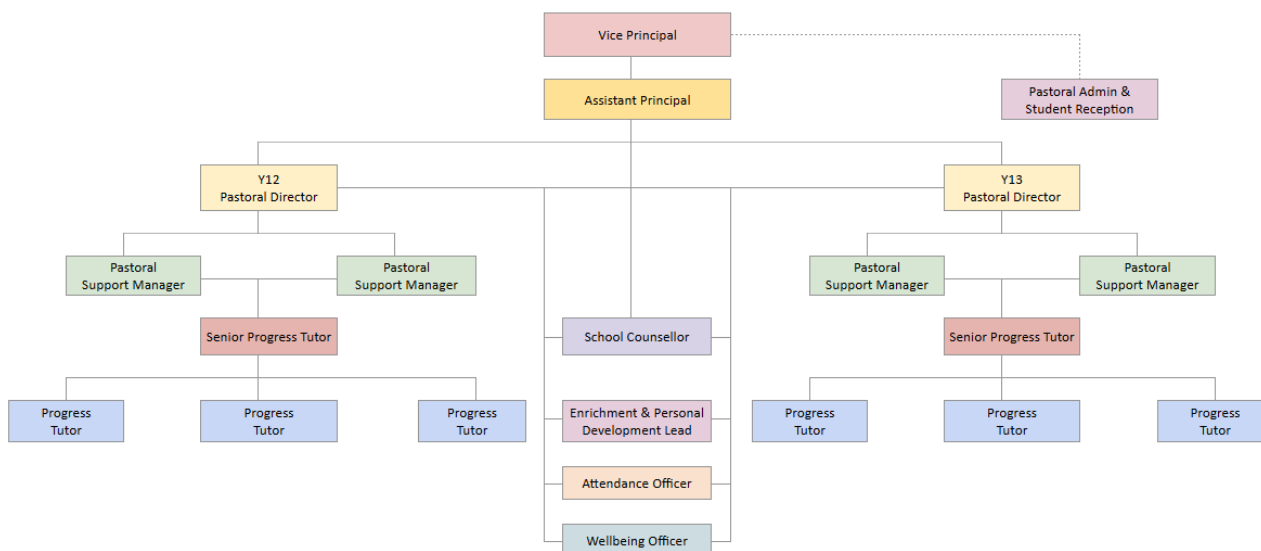 Vice Principal
Assistant Principal
Pastoral Admin &
Student Reception
Y12
Pastoral Director
Y13
Pastoral Director
Pastoral
Support Manager
Pastoral
Support Manager
Pastoral
Support Manager
Pastoral
Support Manager
Senior Progress Tutor
School Counsellor
Senior Progress Tutor
Progress
Tutor
Progress
Tutor
Progress
Tutor
Enrichment & Personal
Development Lead
Progress
Tutor
Progress
Tutor
Progress
Tutor
Attendance Officer
Wellbeing Officer